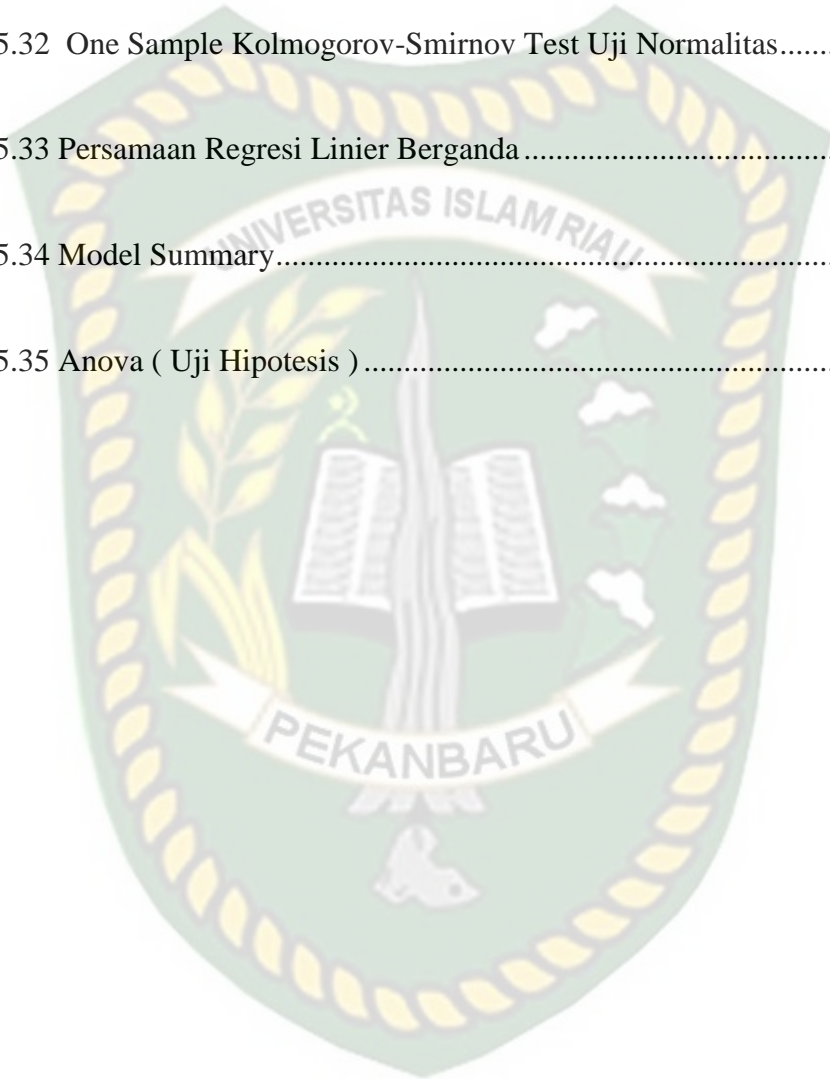 5.32 One Sample Kolmogorov-Smirnov Test Uji Normalitas.......
5.33 Persamaan Regresi Linier Berganda.......................................
UNIVERSITAS ISLAM RIAU
5.34 Model Summary......................................................................
5.35 Anova ( Uji Hipotesis )...........................................................
PEKANBARU